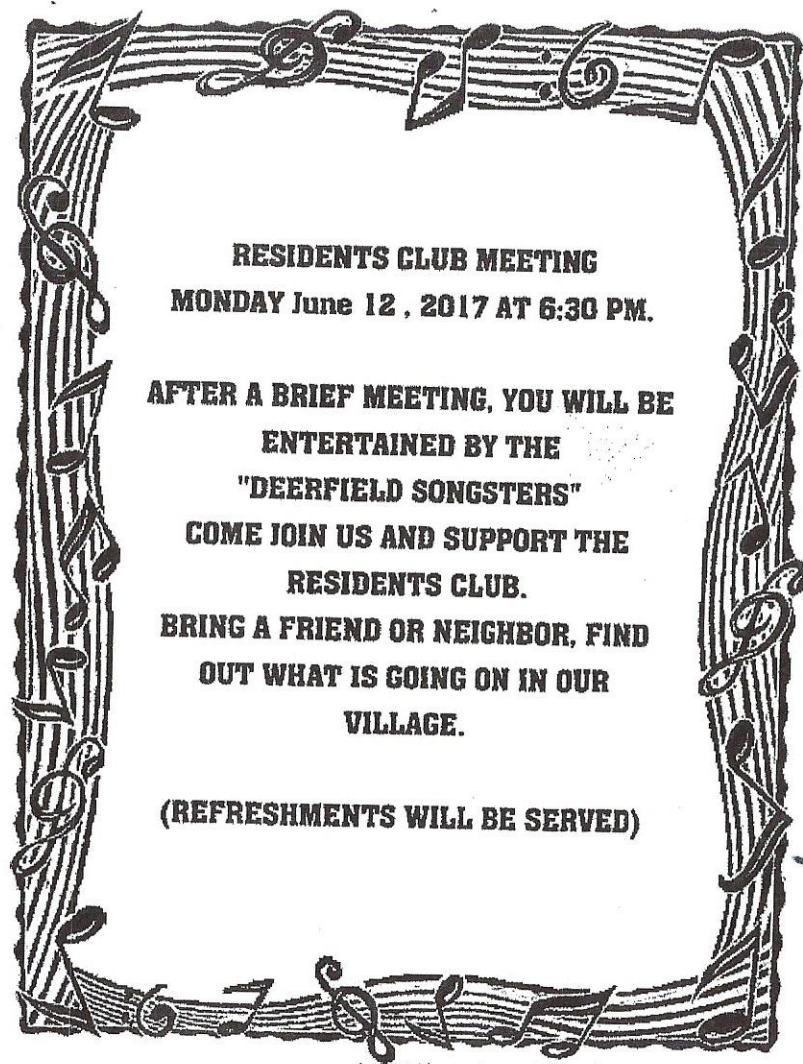 RESIDENTS CLUB MEETING
MONDAY June 12 , 2017 AT 6:30 PM.
AFTER A BRIEF MEETING, YOU WILL BE
ENTERTAINED BY THE
"DEERFIELD SONGSTERS"
COME JOIN US AND SUPPORT THE
RESIDENTS CLUB.
BRING A FRIEND OR NEIGHBOR, FIND
OUT WHAT IS GOING ON IN OUR
VILLAGE.
(REFRESHMENTS WILL BE SERVED)